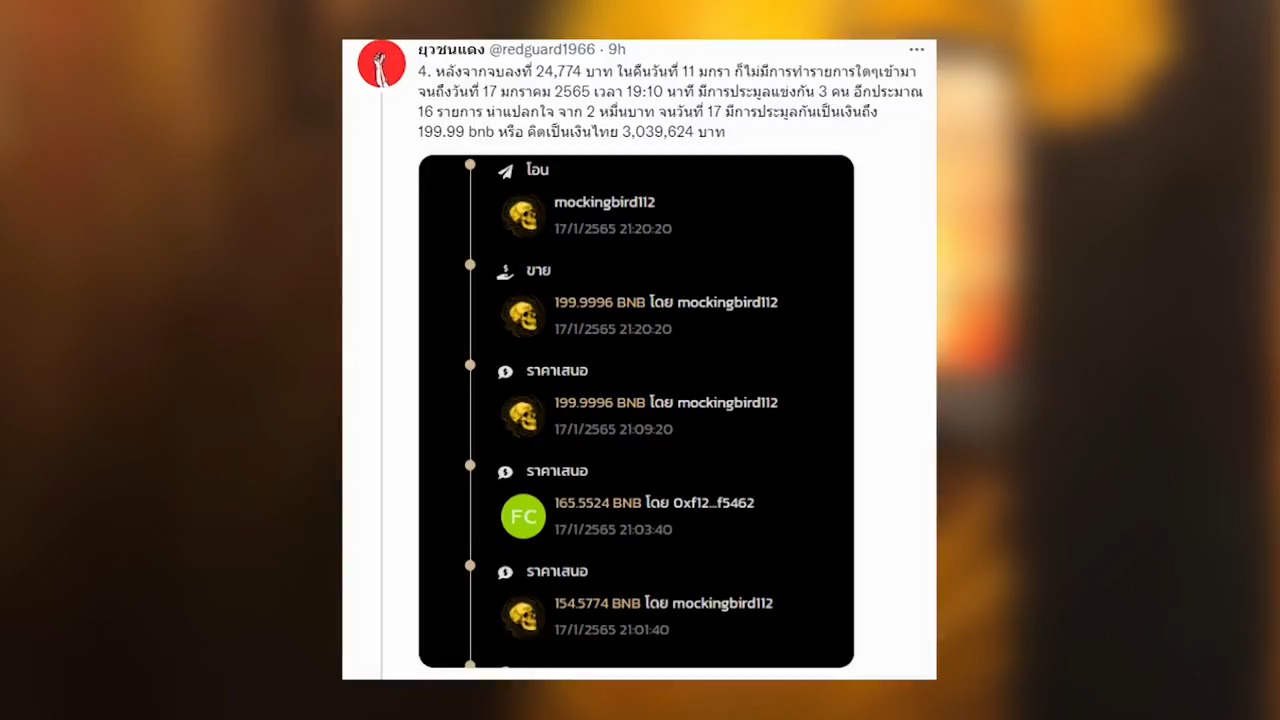 ยุวชนแดง @redguard1966 · 9h
4. หลังจากจบลงที่ 24,774 บาท ในคืนวันที่ 11 มกรา ก็ไม่มีการทำรายการใดๆเข้ามา
จนถึงวันที่ 17 มกราคม 2565 เวลา 19:10 นาที มีการประมูลแข่งกัน 3 คน อีกประมาณ
16 รายการ น่าแปลกใจ จาก 2 หมื่นบาท จนวันที่ 17 มีการประมูลกันเป็นเงินถึง
199.99 bnb หรือ คิดเป็นเงินไทย 3,039,624 บาท
โอน
mockingbird112
17/1/2565 21:20:20
ขาย
199.9996 BNB โดย mockingbird112
17/1/2565 21:20:20
ราคาเสนอ
199.9996 BNB โดย mockingbird112
17/1/2565 21:09:20
ราคาเสนอ
FC
165.5524 BNB โดย 0xf12...f5462
17/1/2565 21:03:40
ราคาเสนอ
154.5774 BNB โดย mockingbird112
17/1/2565 21:01:40